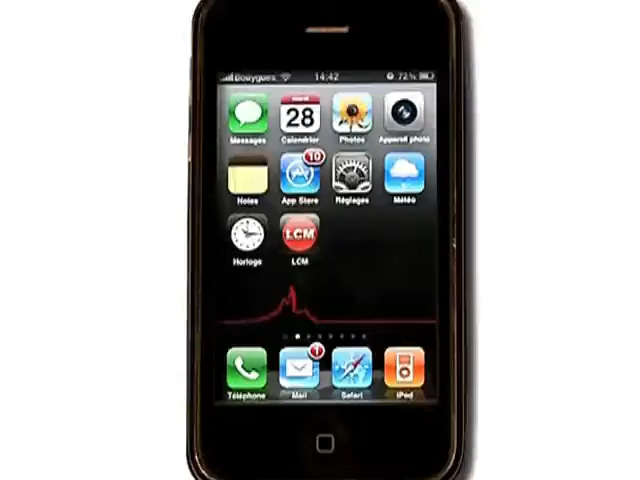 Bouygues 14:42 72%
28
Messages Calendrier Photos Appareil photo
10
Notes App Store Réglages Météo
LCM
Horloge LCM
1
Téléphone Mail Safari iPod